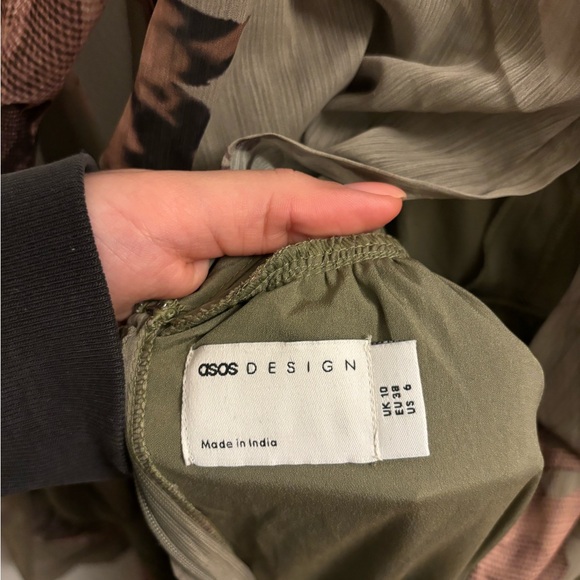 asos DESIGN
Made in India
UK 10
EU 38
US 6